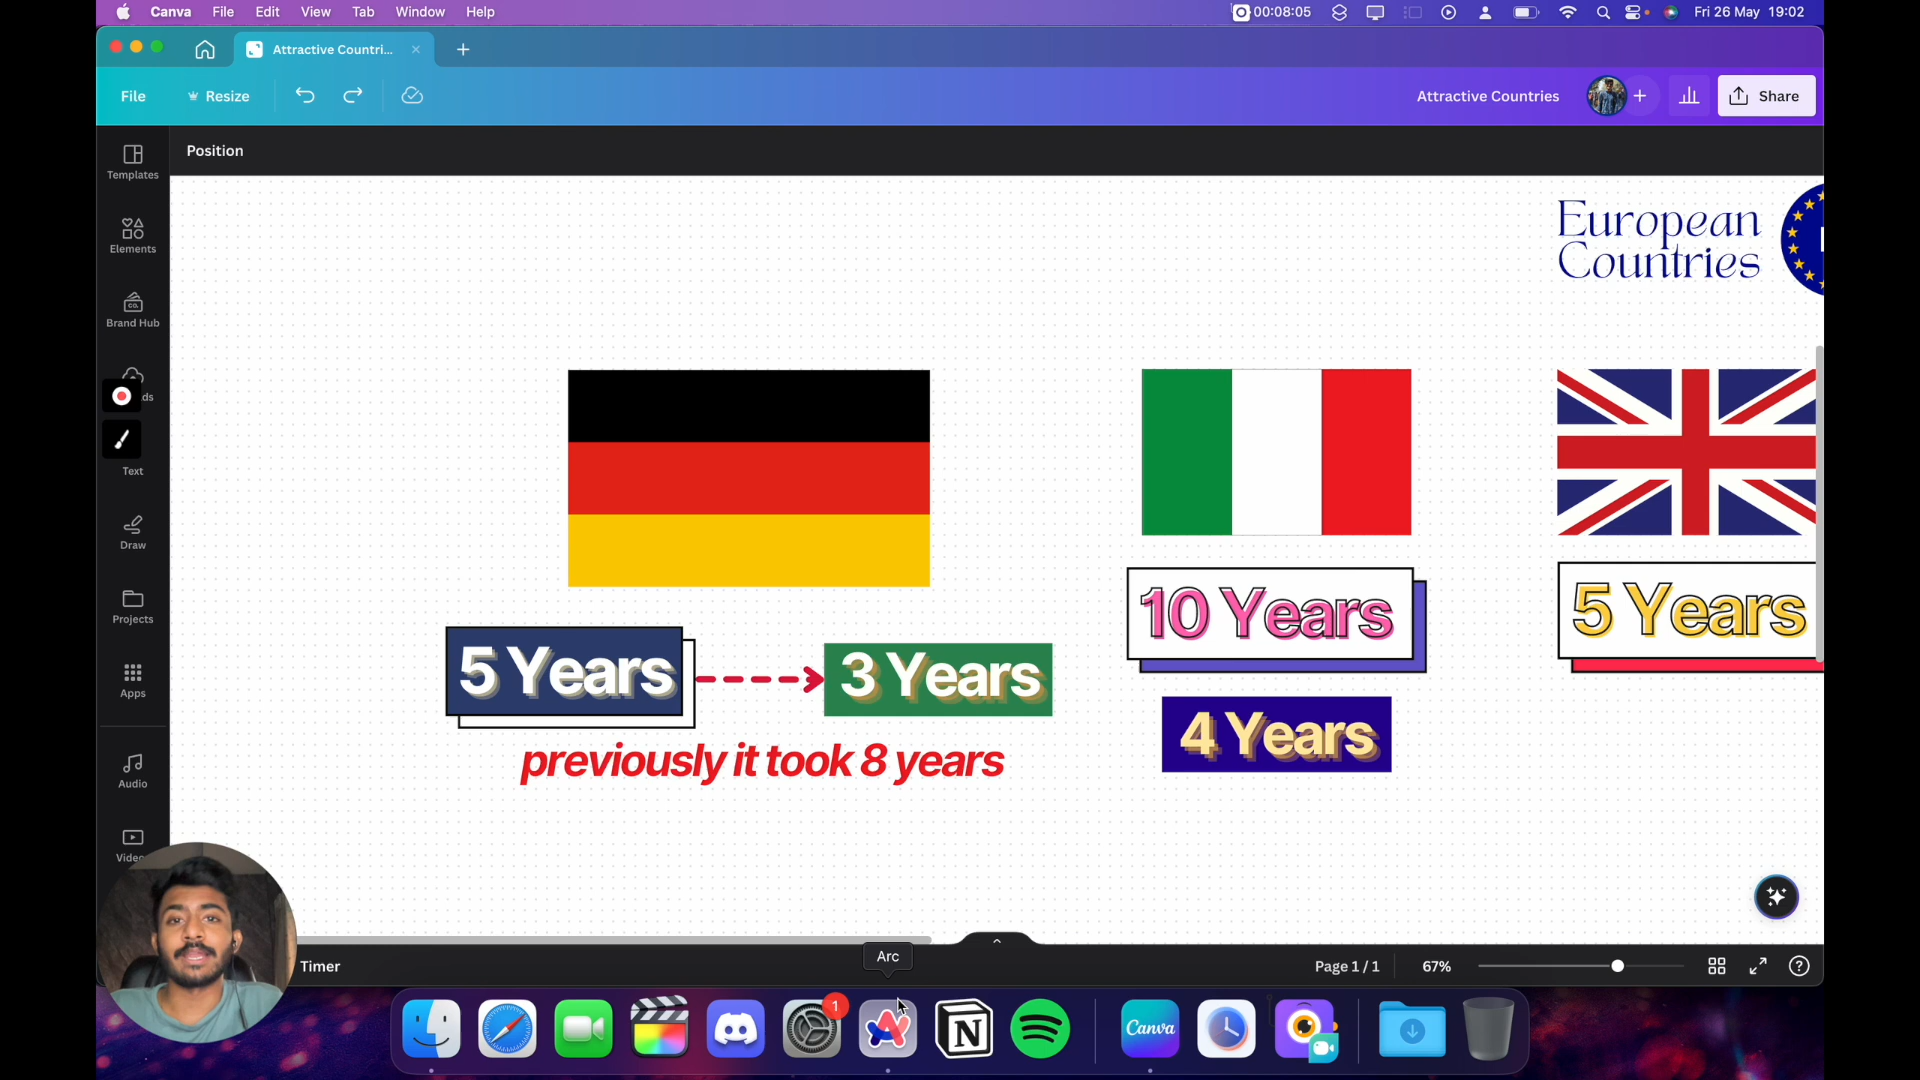 Canva File Edit View Tab Window Help 00:08:05 Fri 26 May 19:02
Attractive Countri...
File Resize Attractive Countries Share
Position
Templates
Elements
Brand Hub
ds
Text
Draw
Projects
Apps
Audio
European
Countries
5 Years
3 Years
previously it took 8 years
10 Years
4 Years
5 Years
Timer
Arc
Page 1 / 1 67%
1
N
Canva